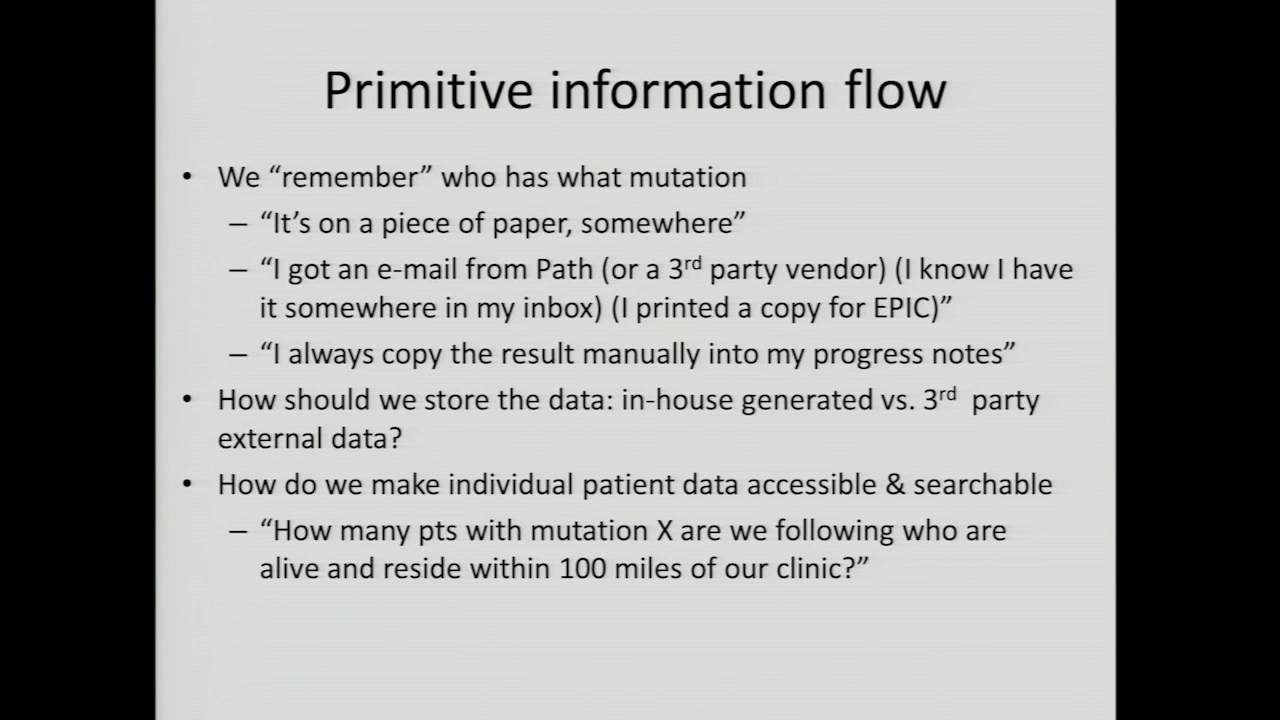 Primitive information flow
• We “remember” who has what mutation
– “It’s on a piece of paper, somewhere”
– “I got an e-mail from Path (or a 3rd party vendor) (I know I have
it somewhere in my inbox) (I printed a copy for EPIC)”
– “I always copy the result manually into my progress notes”
• How should we store the data: in-house generated vs. 3rd party
external data?
• How do we make individual patient data accessible & searchable
– “How many pts with mutation X are we following who are
alive and reside within 100 miles of our clinic?”